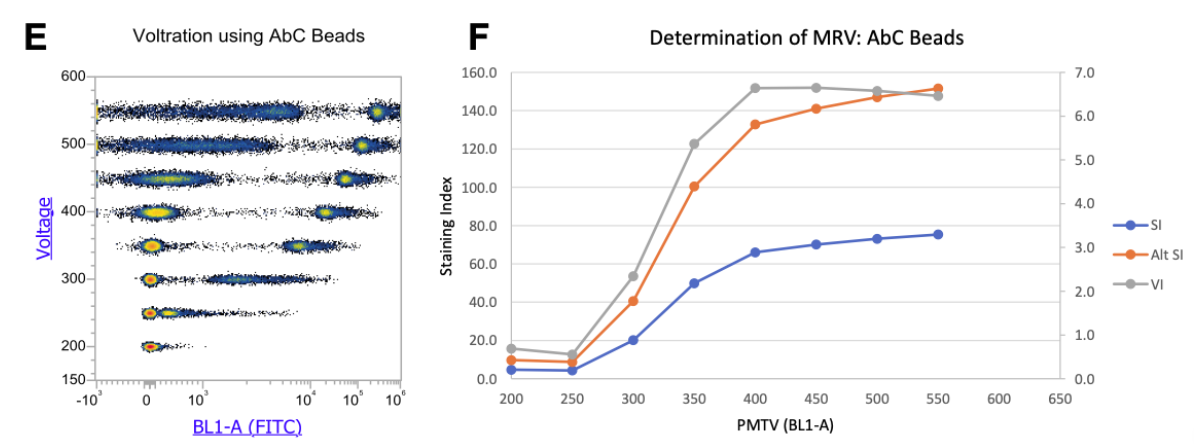 E
Voltration using AbC Beads
600
500
400
300
200
150
Voltage
-10³ 0 10³ 10⁴ 10⁵ 10⁶
BL1-A (FITC)
F
Determination of MRV: AbC Beads
160.0
140.0
120.0
100.0
80.0
60.0
40.0
20.0
0.0
Staining Index
7.0
6.0
5.0
4.0
3.0
2.0
1.0
0.0
200 250 300 350 400 450 500 550 600 650
PMTV (BL1-A)
SI
Alt SI
VI